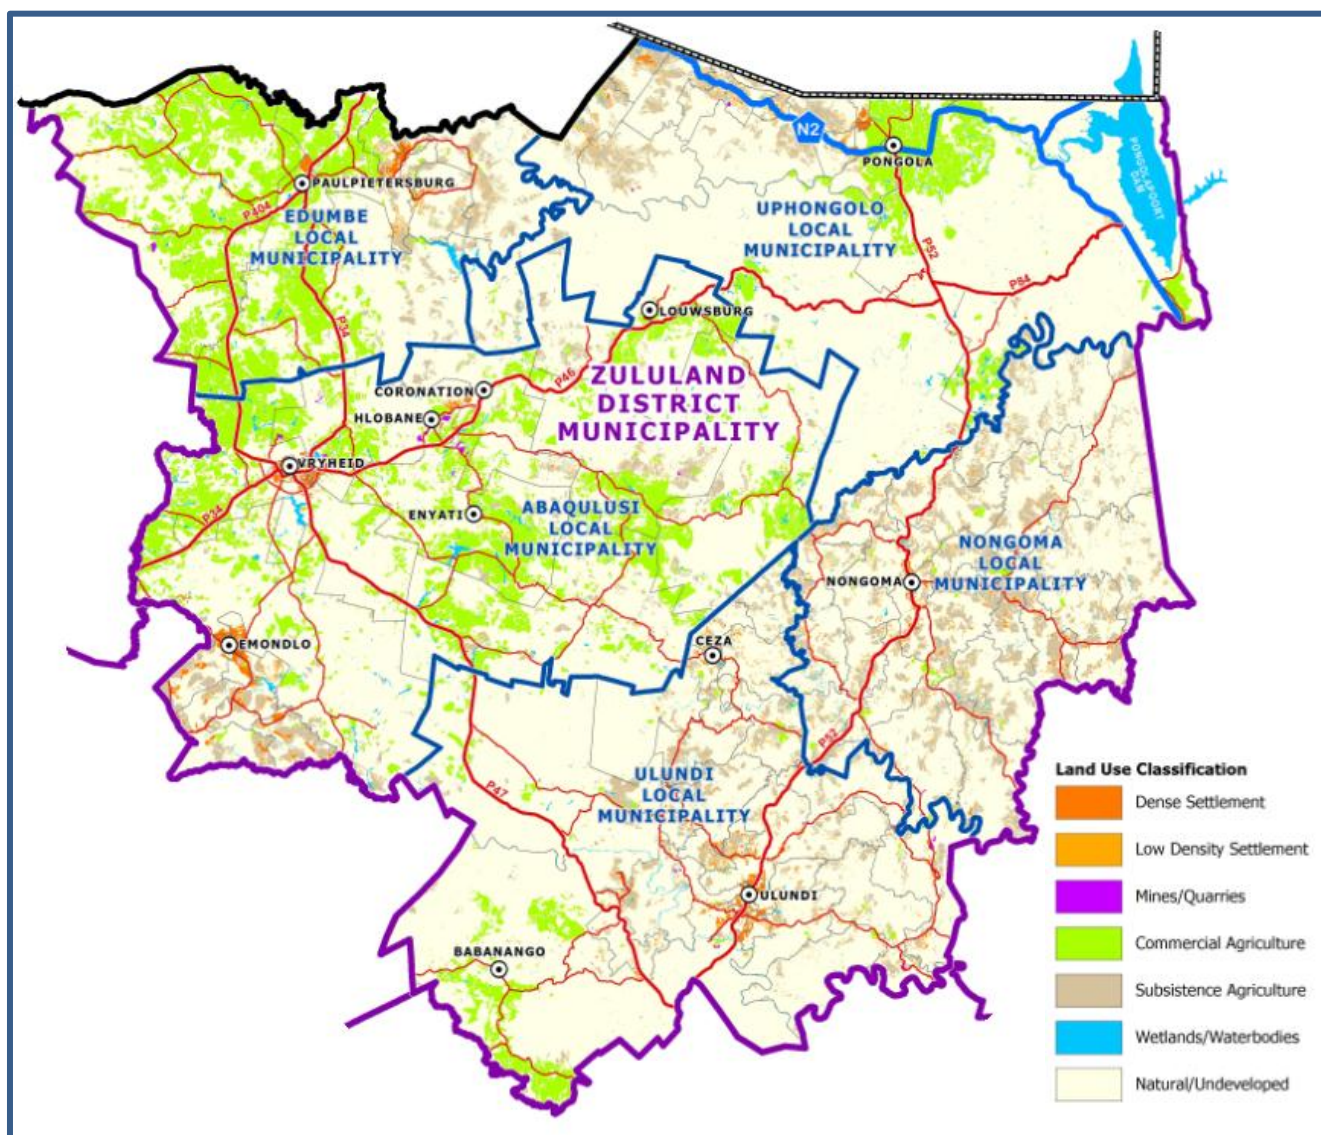 N2
PONGOLA
PONGOLAPOORT
DAM
PAULPIETERSBURG
P404
EDUMBE
LOCAL
MUNICIPALITY
UPHONGOLO
LOCAL
MUNICIPALITY
P52
P84
P34
LOUWSBURG
CORONATION
P46
HLOBANE
ZULULAND
DISTRICT
MUNICIPALITY
VRYHEID
P34
ENYATI
ABAQULUSI
LOCAL
MUNICIPALITY
NONGOMA
LOCAL
MUNICIPALITY
NONGOMA
EMONDLO
CEZA
P52
P47
ULUNDI
LOCAL
MUNICIPALITY
ULUNDI
BABANANGO
Land Use Classification
Dense Settlement
Low Density Settlement
Mines/Quarries
Commercial Agriculture
Subsistence Agriculture
Wetlands/Waterbodies
Natural/Undeveloped